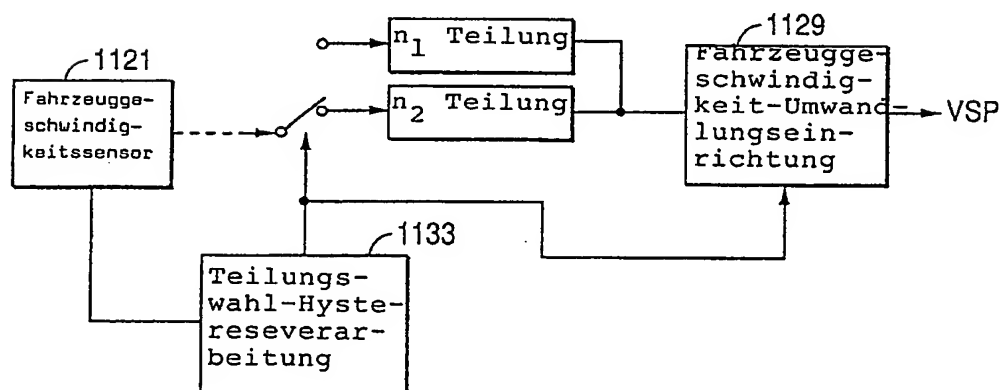 1121
Fahrzeugge-
schwindig-
keitssensor
n1 Teilung
n2 Teilung
1129
Fahrzeugge-
schwindig-
keit-Umwand-
lungsein-
richtung
VSP
1133
Teilungs-
wahl-Hyste-
reseverar-
beitung